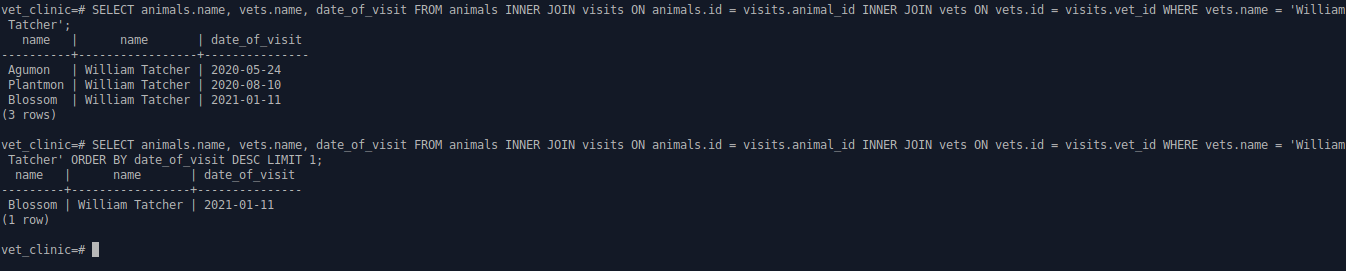 vet_clinic=# SELECT animals.name, vets.name, date_of_visit FROM animals INNER JOIN visits ON animals.id = visits.animal_id INNER JOIN vets ON vets.id = visits.vet_id WHERE vets.name = 'William
 Tatcher';
   name   |      name       | date_of_visit
----------+-----------------+---------------
 Agumon   | William Tatcher | 2020-05-24
 Plantmon | William Tatcher | 2020-08-10
 Blossom  | William Tatcher | 2021-01-11
(3 rows)

vet_clinic=# SELECT animals.name, vets.name, date_of_visit FROM animals INNER JOIN visits ON animals.id = visits.animal_id INNER JOIN vets ON vets.id = visits.vet_id WHERE vets.name = 'William
 Tatcher' ORDER BY date_of_visit DESC LIMIT 1;
  name   |      name       | date_of_visit
---------+-----------------+---------------
 Blossom | William Tatcher | 2021-01-11
(1 row)

vet_clinic=#